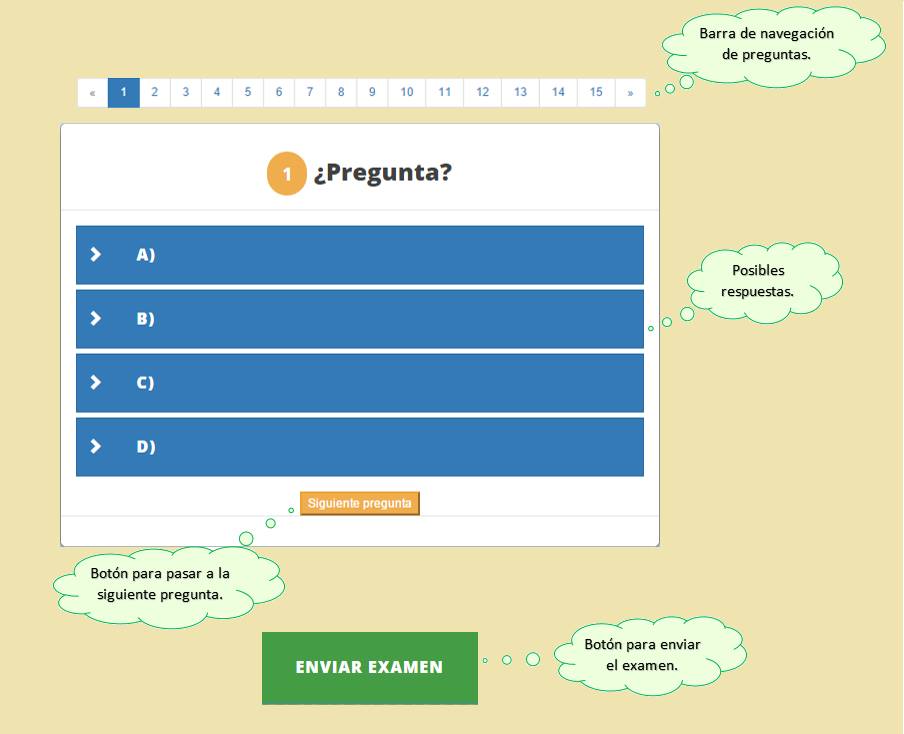 Barra de navegación
de preguntas.
« 1 2 3 4 5 6 7 8 9 10 11 12 13 14 15 »
1 ¿Pregunta?
A)
Posibles
respuestas.
B)
C)
D)
Siguiente pregunta
Botón para pasar a la
siguiente pregunta.
ENVIAR EXAMEN
Botón para enviar
el examen.